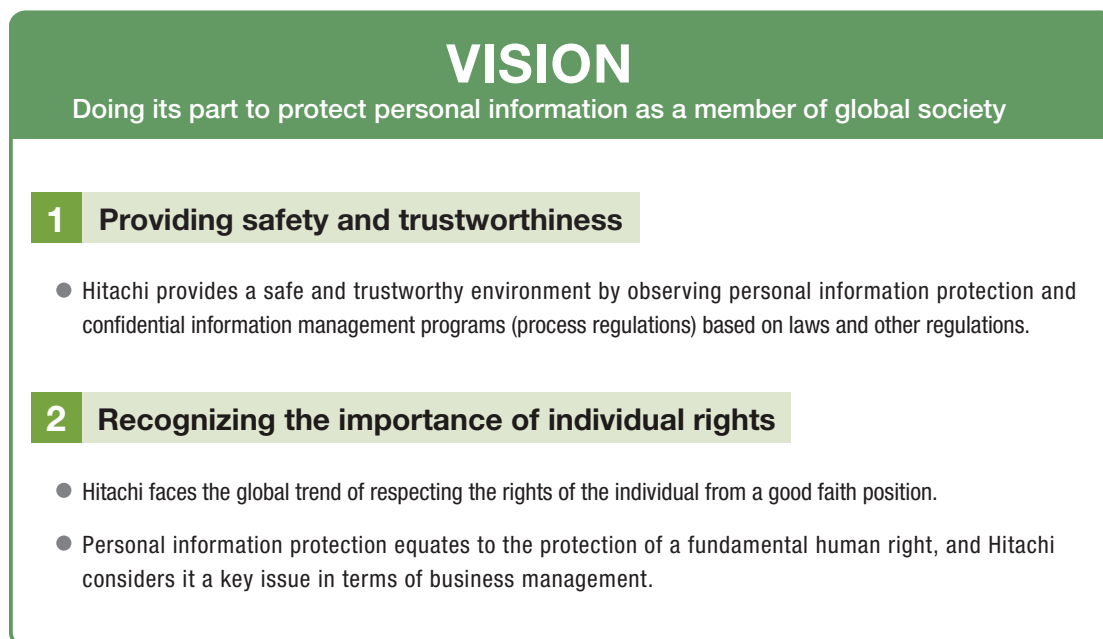 VISION
Doing its part to protect personal information as a member of global society
1 Providing safety and trustworthiness
● Hitachi provides a safe and trustworthy environment by observing personal information protection and
confidential information management programs (process regulations) based on laws and other regulations.
2 Recognizing the importance of individual rights
● Hitachi faces the global trend of respecting the rights of the individual from a good faith position.
● Personal information protection equates to the protection of a fundamental human right, and Hitachi
considers it a key issue in terms of business management.